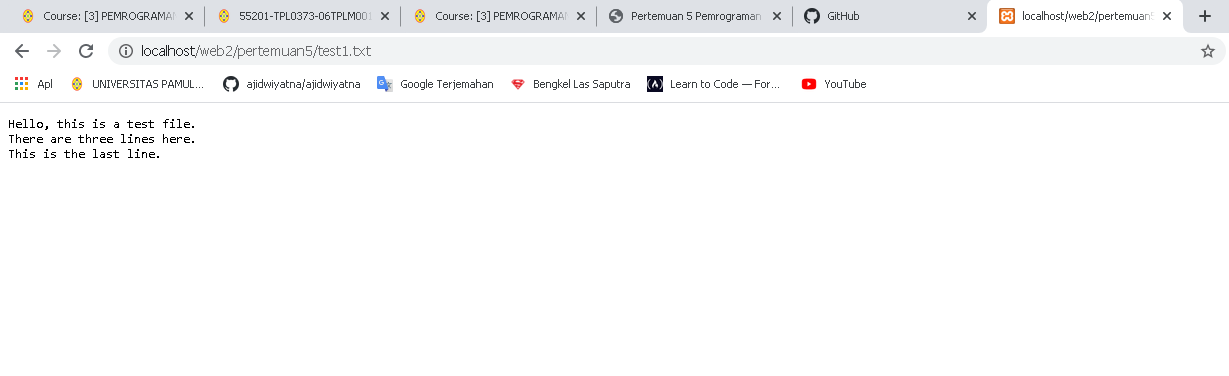 Course: [3] PEMROGRAMAN
55201-TPL0373-06TPLM001
Course: [3] PEMROGRAMAN
Pertemuan 5 Pemrograman
GitHub
localhost/web2/pertemuan5
localhost/web2/pertemuan5/test1.txt
Apl
UNIVERSITAS PAMUL...
ajidwiyatna/ajidwiyatna
Google Terjemahan
Bengkel Las Saputra
Learn to Code — For...
YouTube
Hello, this is a test file.
There are three lines here.
This is the last line.